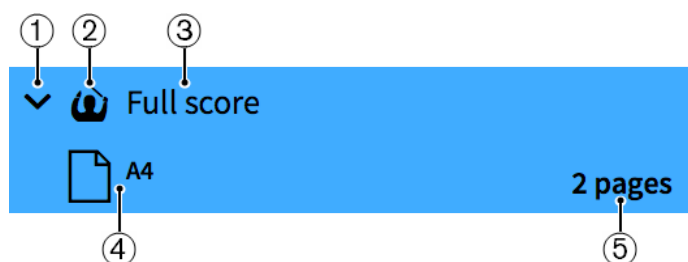 ① ② ③
Full score
A4
2 pages
④ ⑤